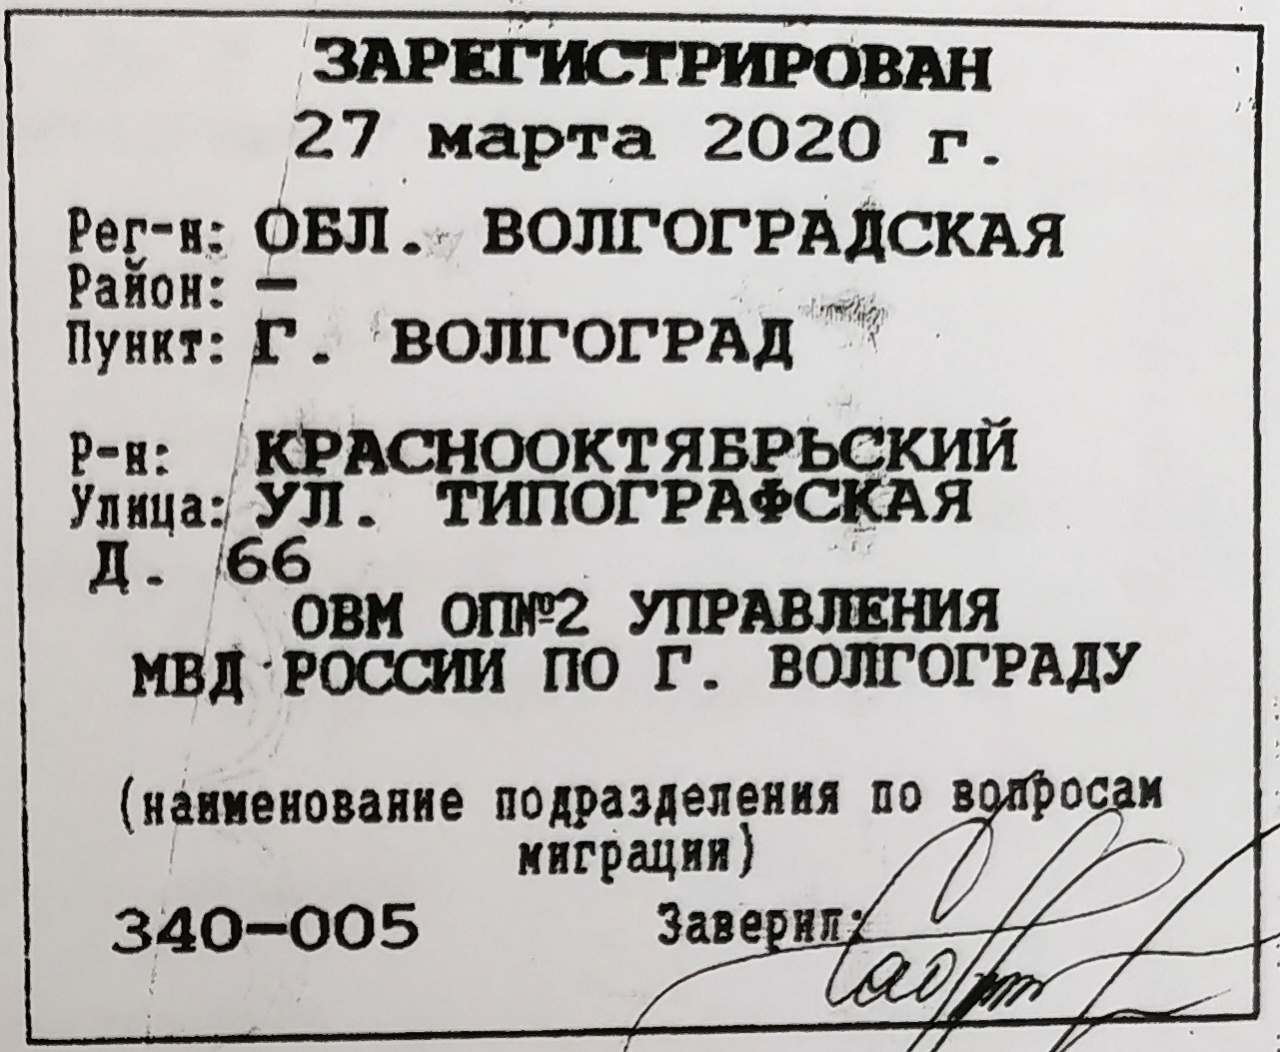 ЗАРЕГИСТРИРОВАН
27 марта 2020 г.
Рег-н: ОБЛ. ВОЛГОГРАДСКАЯ
Район: —
Пункт: Г. ВОЛГОГРАД
Р-н: КРАСНООКТЯБРЬСКИЙ
Улица: УЛ. ТИПОГРАФСКАЯ
Д. 66
ОВМ ОП№2 УПРАВЛЕНИЯ
МВД РОССИИ ПО Г. ВОЛГОГРАДУ
(наименование подразделения по вопросам
миграции)
340-005 Заверил: